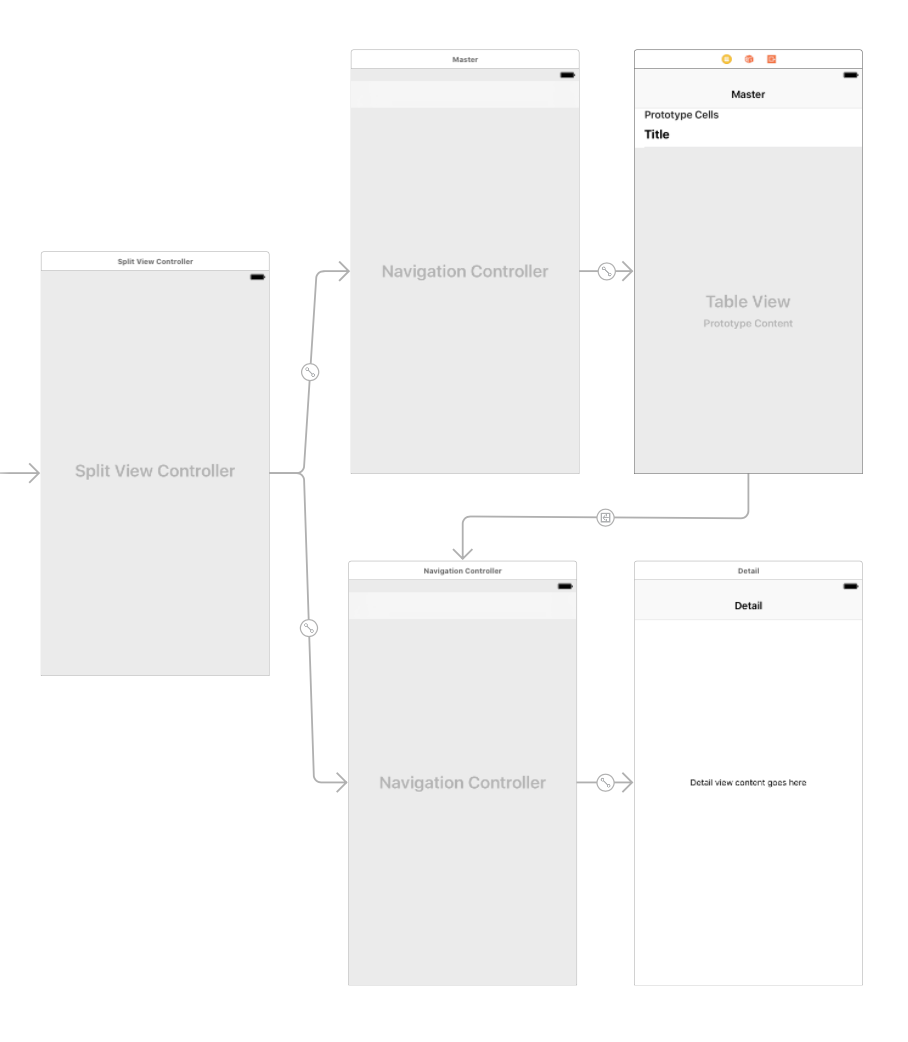 Master
Master
Prototype Cells
Title
Split View Controller
Navigation Controller
Table View
Prototype Content
Split View Controller
Navigation Controller
Detail
Detail
Navigation Controller
Detail view content goes here